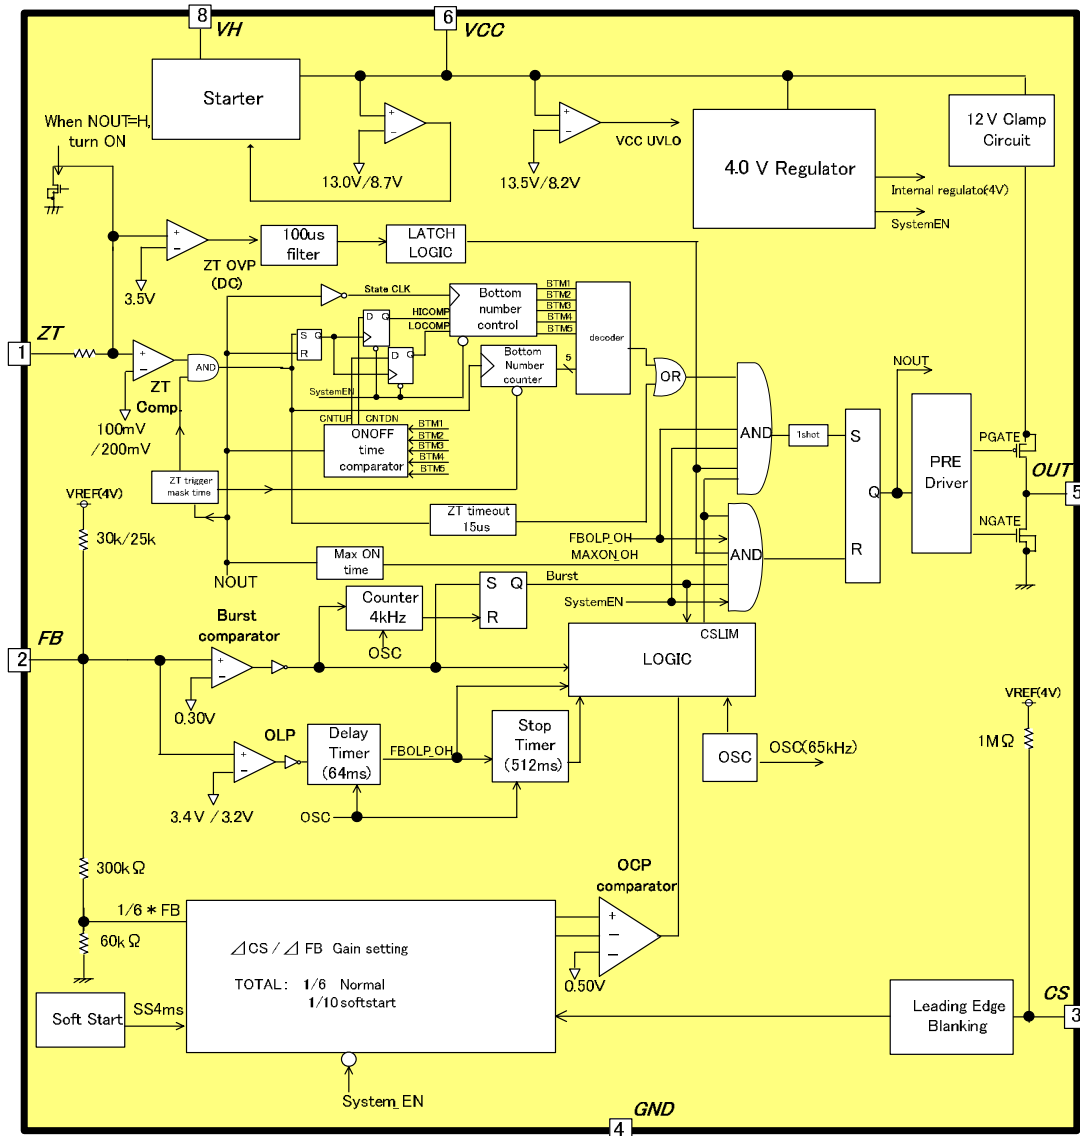 8
VH
6
VCC
Starter
When NOUT=H,
turn ON
+
−
13.0V/8.7V
+
−
13.5V/8.2V
VCC UVLO
4.0 V Regulator
Internal regulator(4V)
SystemEN
12 V Clamp
Circuit
+
−
3.5V
ZT OVP
(DC)
100us
filter
LATCH
LOGIC
State CLK
HICOMP
LOCOMP
Bottom
number
control
BTM1
BTM2
BTM3
BTM4
BTM5
decoder
ZT
1
+
−
100mV
/200mV
ZT
Comp.
AND
S Q
R
D
Q
D
Q
SystemEN
Bottom
Number
counter
5
OR
CNTUP CNTDN
ONOFF
time
comparator
BTM1
BTM2
BTM3
BTM4
BTM5
ZT trigger
mask time
ZT timeout
15us
AND
1shot
S
Q
R
NOUT
PRE
Driver
PGATE
NGATE
OUT
5
VREF(4V)
30k/25k
NOUT
Max ON
time
FBOLP_OH
MAXON_OH
AND
Burst
SystemEN
Counter
4kHz
OSC
S Q
R
Burst
comparator
FB
2
+
−
0.30V
CSLIM
LOGIC
OLP
+
−
3.4V / 3.2V
Delay
Timer
(64ms)
FBOLP_OH
Stop
Timer
(512ms)
OSC
OSC
OSC(65kHz)
VREF(4V)
1MΩ
300kΩ
1/6 * FB
60kΩ
⊿CS / ⊿ FB Gain setting
TOTAL: 1/6 Normal
1/10 softstart
OCP
comparator
+
−
−
0.50V
Soft Start
SS4ms
System_EN
Leading Edge
Blanking
CS
3
GND
4